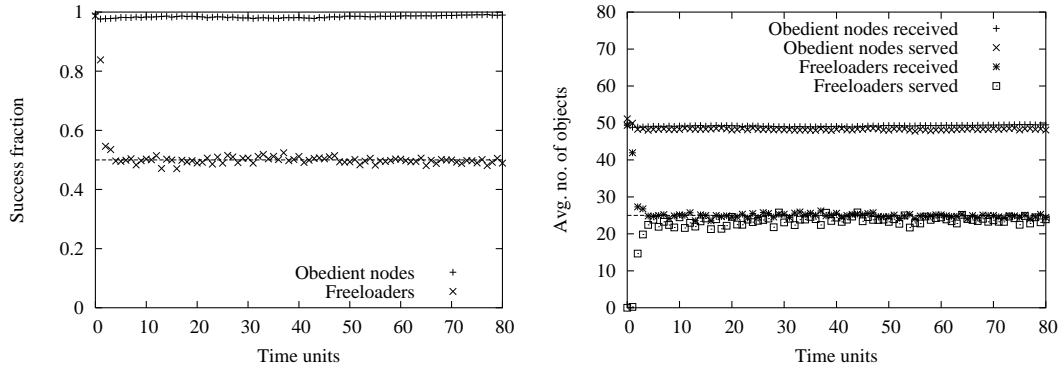 1
0.8
0.6
0.4
0.2
0
Success fraction
Obedient nodes
Freeloaders
0 10 20 30 40 50 60 70 80
Time units
80
70
60
50
40
30
20
10
0
Avg. no. of objects
Obedient nodes received
Obedient nodes served
Freeloaders received
Freeloaders served
0 10 20 30 40 50 60 70 80
Time units